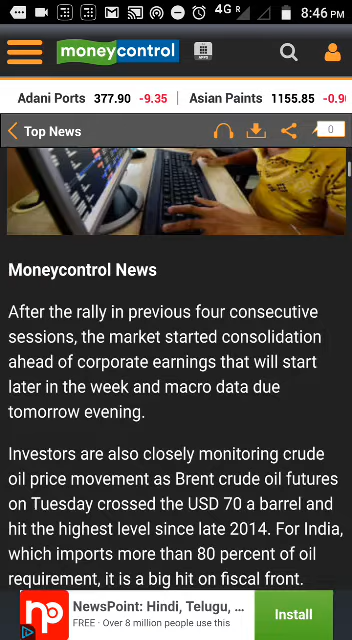 4G R 8:46 PM
moneycontrol
APPS
Adani Ports 377.90 -9.35 Asian Paints 1155.85
Top News 0
Moneycontrol News
After the rally in previous four consecutive
sessions, the market started consolidation
ahead of corporate earnings that will start
later in the week and macro data due
tomorrow evening.
Investors are also closely monitoring crude
oil price movement as Brent crude oil futures
on Tuesday crossed the USD 70 a barrel and
hit the highest level since late 2014. For India,
which imports more than 80 percent of oil
requirement, it is a big hit on fiscal front.
np
NewsPoint: Hindi, Telugu, ...
FREE · Over 8 million people use this
Install